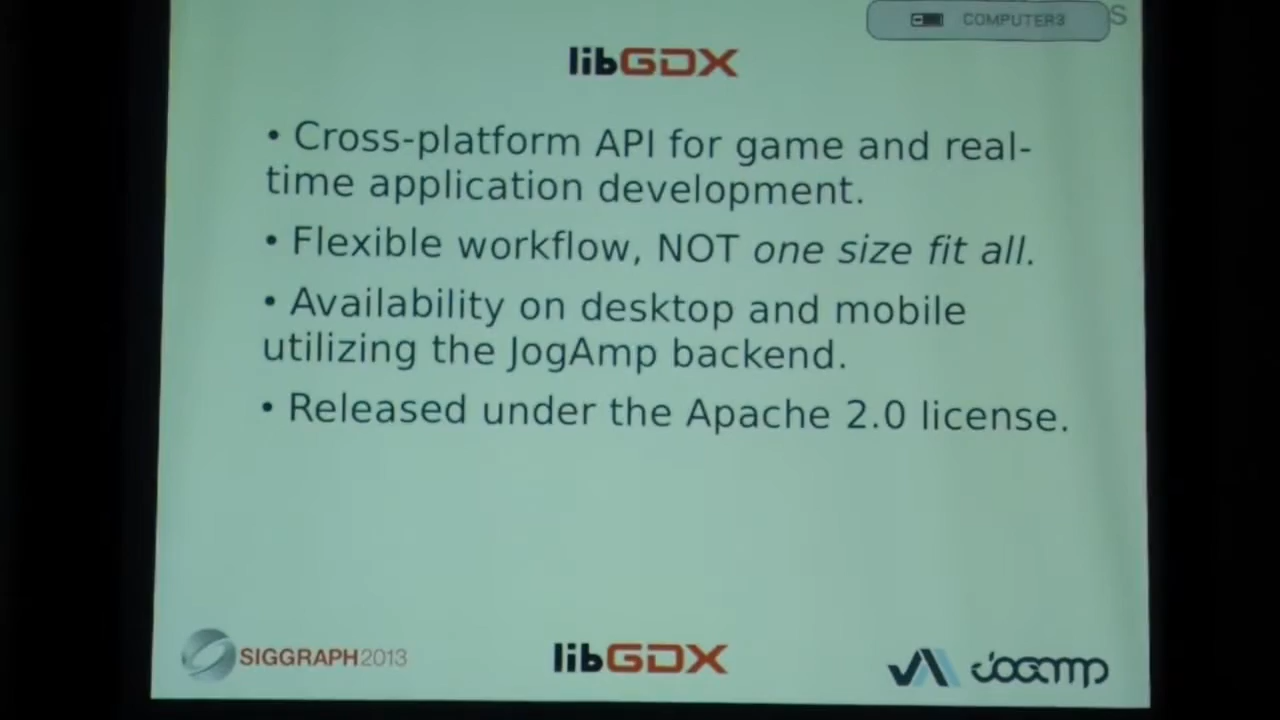 COMPUTER3
S
libGDX
• Cross-platform API for game and real-
time application development.
• Flexible workflow, NOT one size fit all.
• Availability on desktop and mobile
utilizing the JogAmp backend.
• Released under the Apache 2.0 license.
SIGGRAPH2013
libGDX
JogAmp